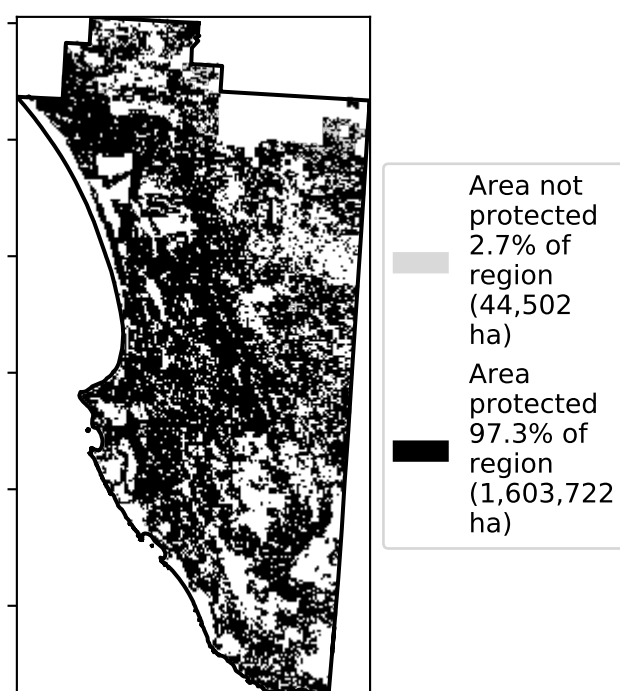 Area not
protected
2.7% of
region
(44,502
ha)
Area
protected
97.3% of
region
(1,603,722
ha)